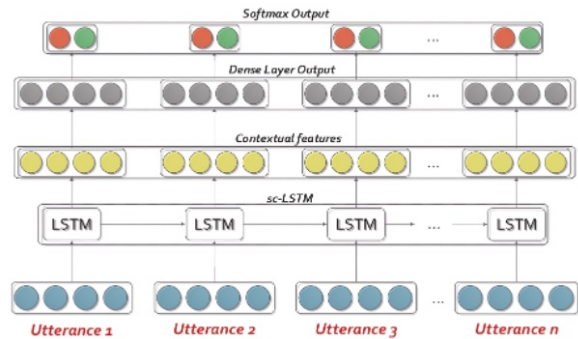 Softmax Output
...
Dense Layer Output
...
Contextual features
...
sc-LSTM
LSTM LSTM LSTM ... LSTM
...
Utterance 1 Utterance 2 Utterance 3 Utterance n